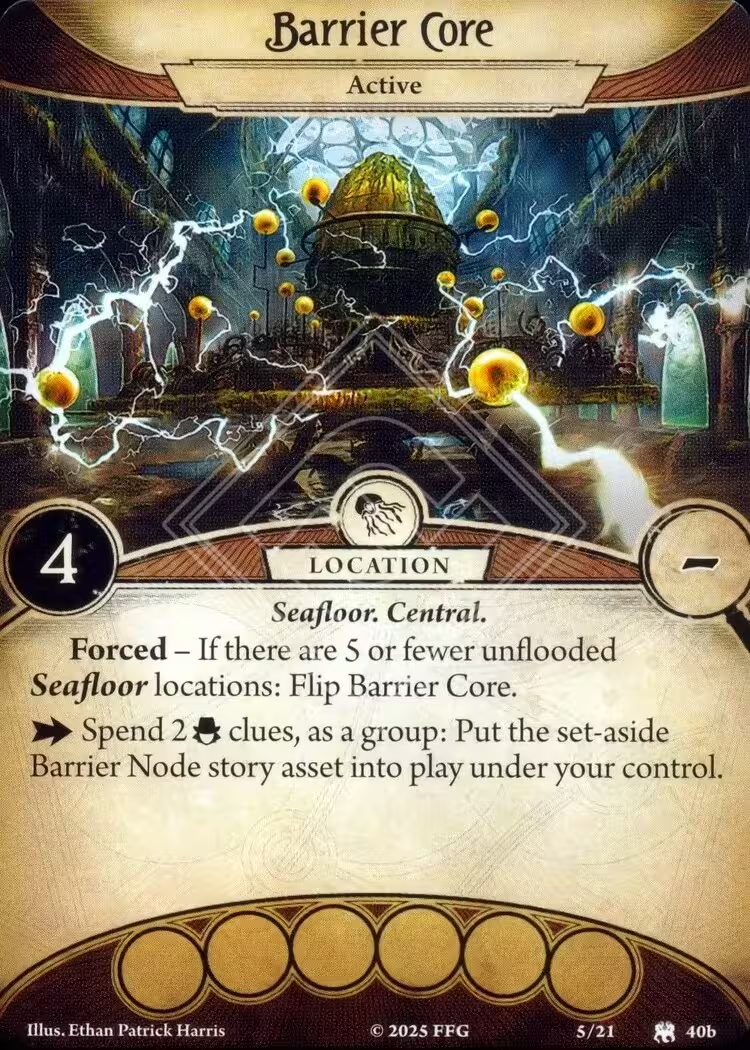 Barrier Core
Active
4
LOCATION
-
Seafloor. Central.
Forced – If there are 5 or fewer unflooded
Seafloor locations: Flip Barrier Core.
Spend 2 clues, as a group: Put the set-aside
Barrier Node story asset into play under your control.
Illus. Ethan Patrick Harris © 2025 FFG 5/21 40b